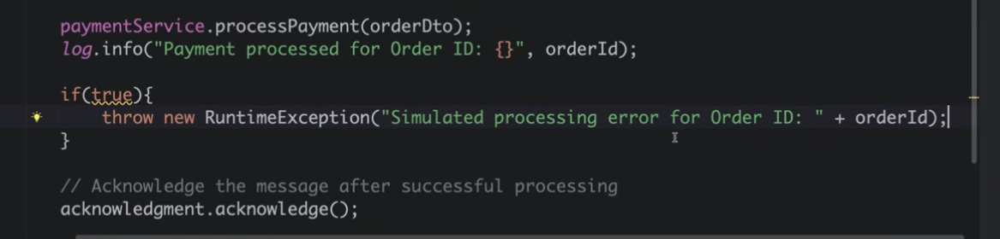 paymentService.processPayment(orderDto);
log.info("Payment processed for Order ID: {}", orderId);
if(true){
throw new RuntimeException("Simulated processing error for Order ID: " + orderId);
}
// Acknowledge the message after successful processing
acknowledgment.acknowledge();